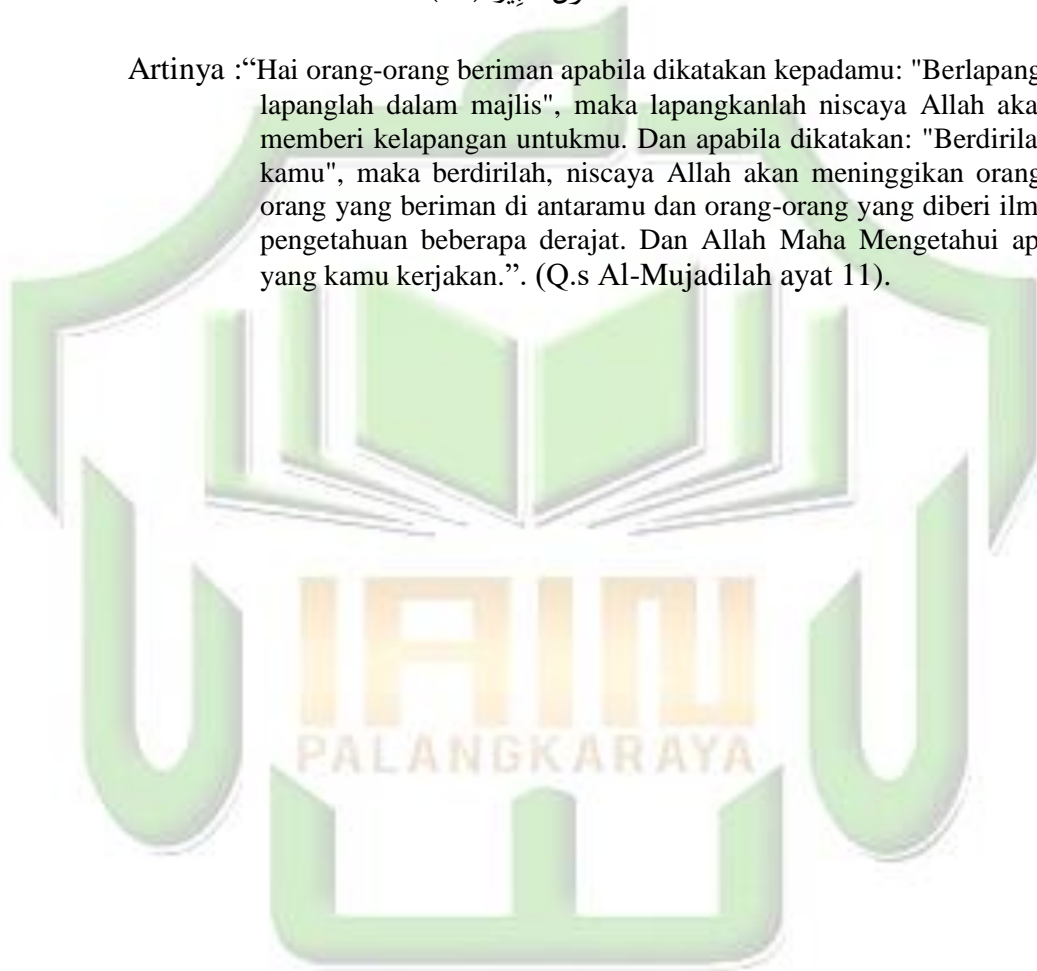 Artinya :“Hai orang-orang beriman apabila dikatakan kepadamu: "Berlapang
lapanglah dalam majlis", maka lapangkanlah niscaya Allah aka
memberi kelapangan untukmu. Dan apabila dikatakan: "Berdirila
kamu", maka berdirilah, niscaya Allah akan meninggikan orang
orang yang beriman di antaramu dan orang-orang yang diberi ilm
pengetahuan beberapa derajat. Dan Allah Maha Mengetahui ap
yang kamu kerjakan.”. (Q.s Al-Mujadilah ayat 11).
IAIN
PALANGKARAYA